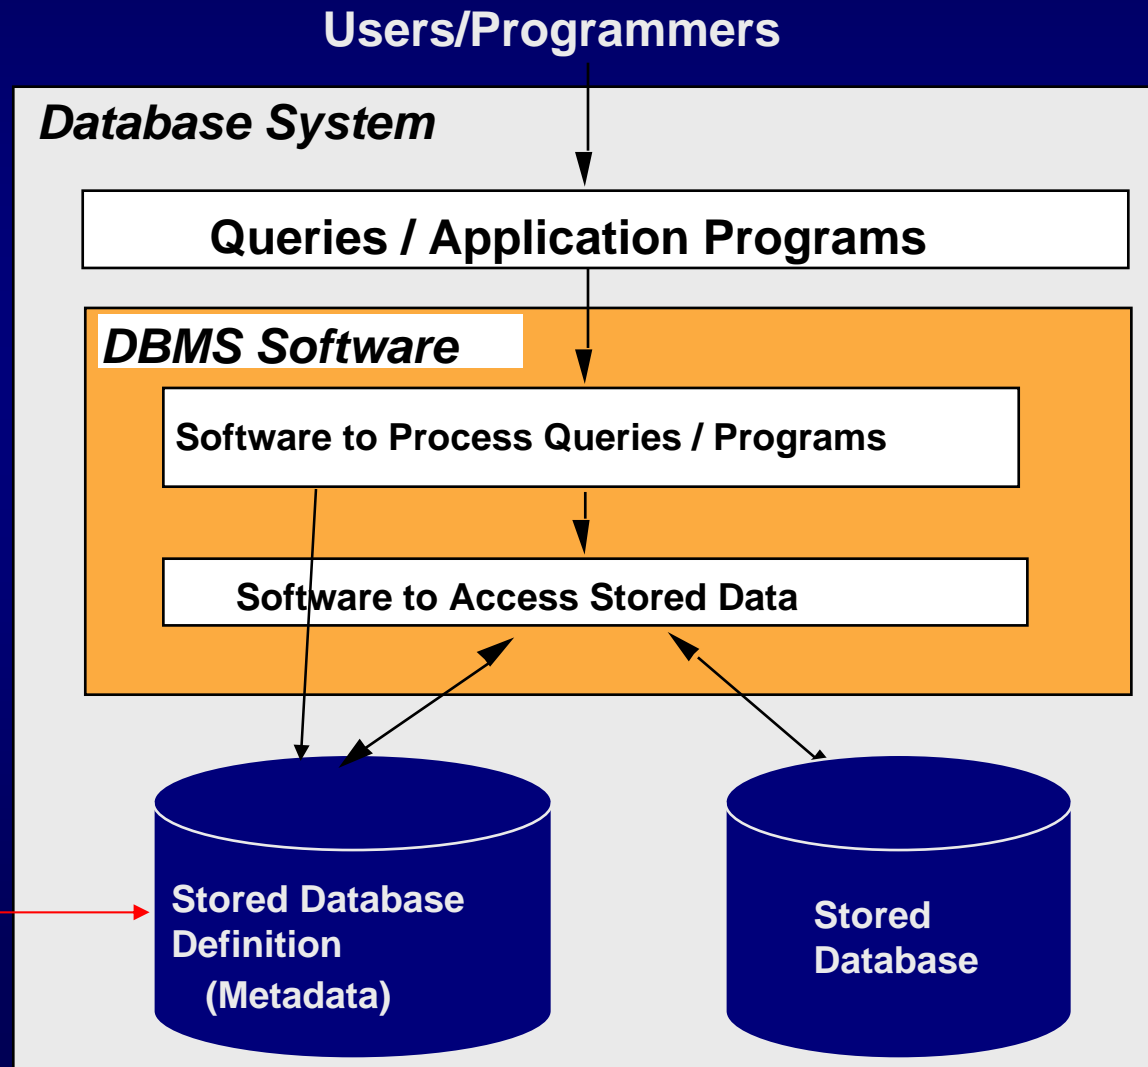 Users/Programmers
Database System
Queries / Application Programs
DBMS Software
Software to Process Queries / Programs
Software to Access Stored Data
Stored Database
Definition
(Metadata)
Stored
Database